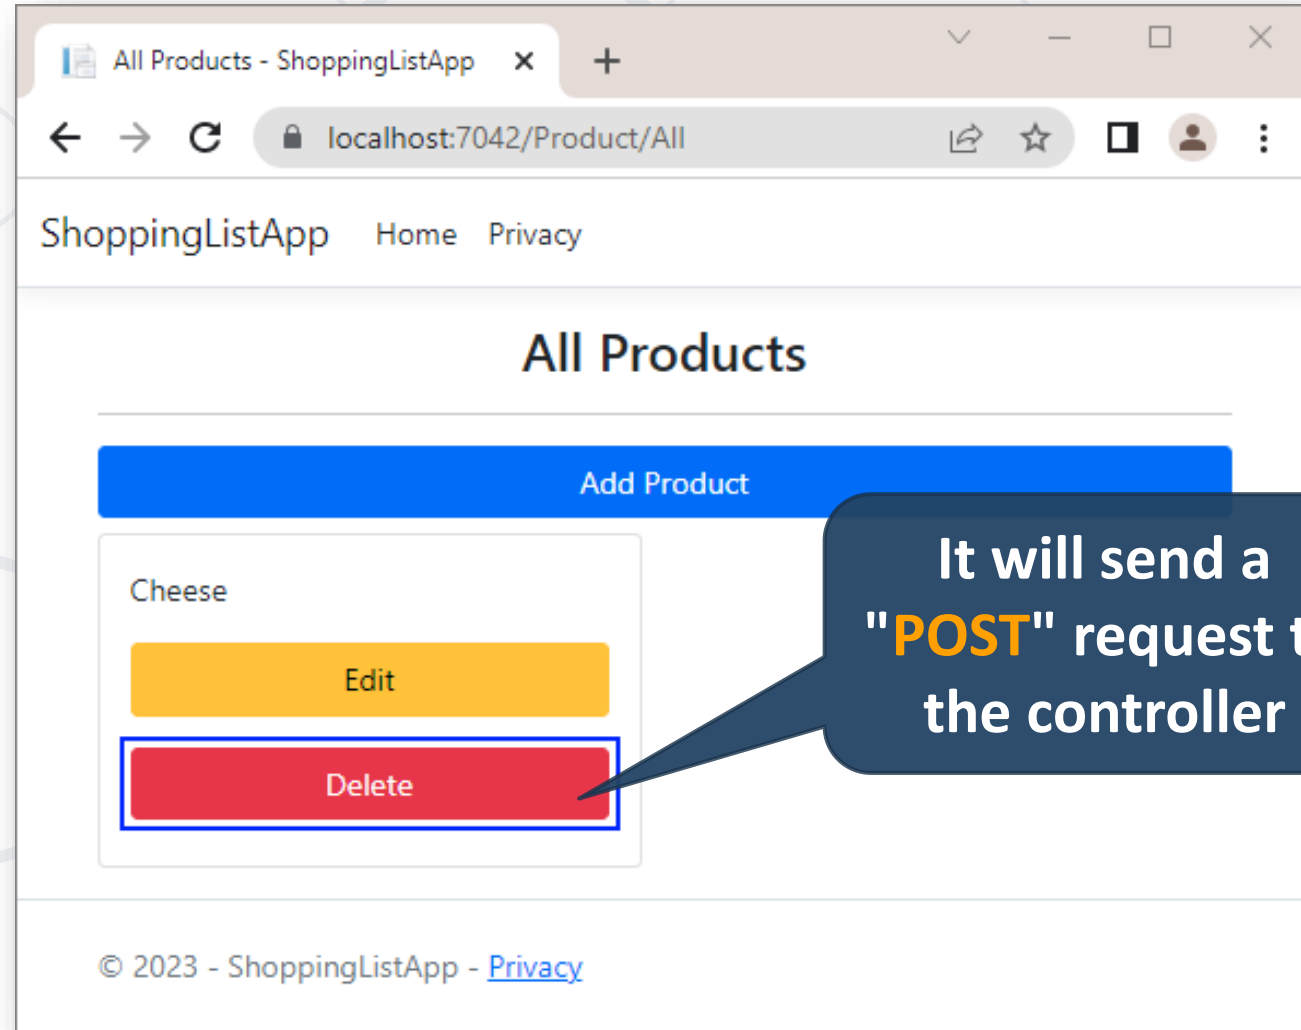 All Products - ShoppingListApp
localhost:7042/Product/All
ShoppingListApp Home Privacy
All Products
Add Product
Cheese
Edit
Delete
It will send a
"POST" request
the controller
© 2023 - ShoppingListApp - Privacy